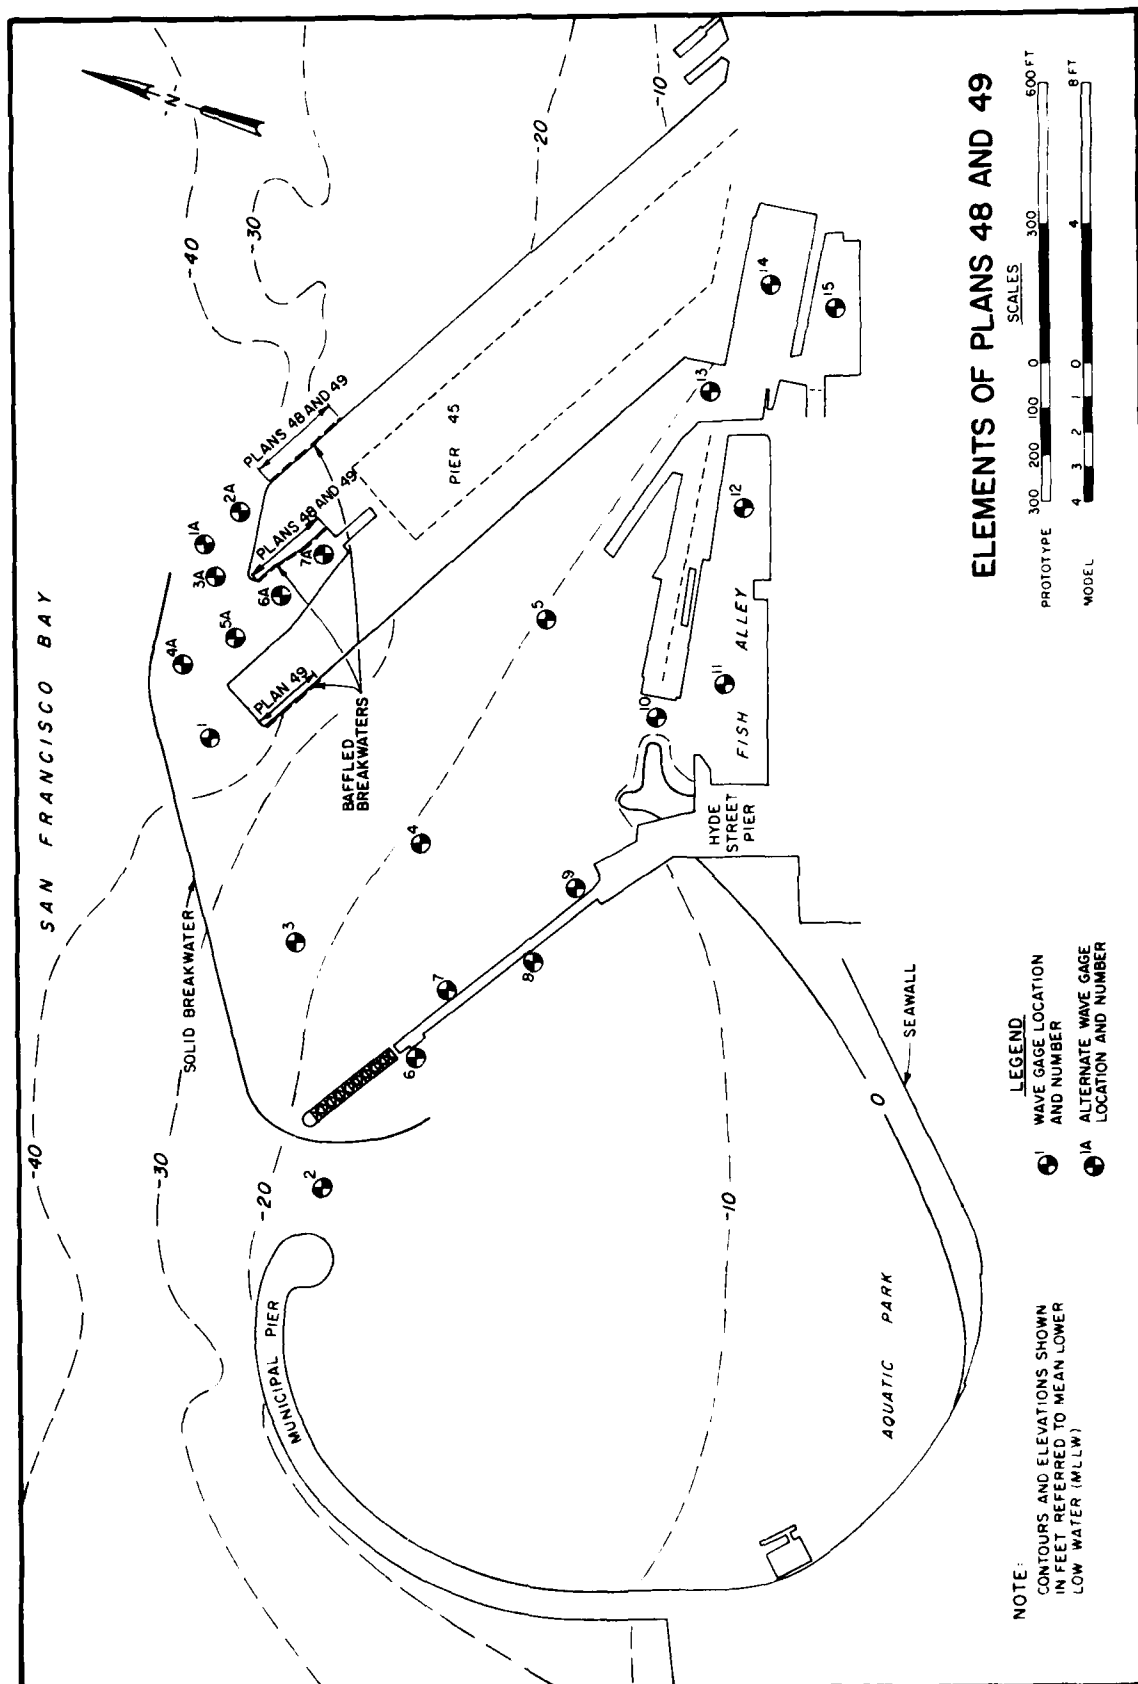 SAN FRANCISCO BAY
-40
-30
-20
-10
-N-
-40
-30
-20
-10
SOLID BREAKWATER
MUNICIPAL PIER
PLANS 48 AND 49
PLANS 48 AND 49
PLAN 49
BAFFLED
BREAKWATERS
PIER 45
1
2
3
4
5
6
7
8
9
10
11
12
13
14
15
1A
2A
3A
4A
5A
6A
7A
HYDE
STREET
PIER
FISH ALLEY
AQUATIC PARK
0
SEAWALL
NOTE:
CONTOURS AND ELEVATIONS SHOWN
IN FEET REFERRED TO MEAN LOWER
LOW WATER (MLLW)
LEGEND
1 WAVE GAGE LOCATION
AND NUMBER
1A ALTERNATE WAVE GAGE
LOCATION AND NUMBER
ELEMENTS OF PLANS 48 AND 49
SCALES
PROTOTYPE 300 200 100 0 300 600 FT
MODEL 4 3 2 1 0 4 8 FT